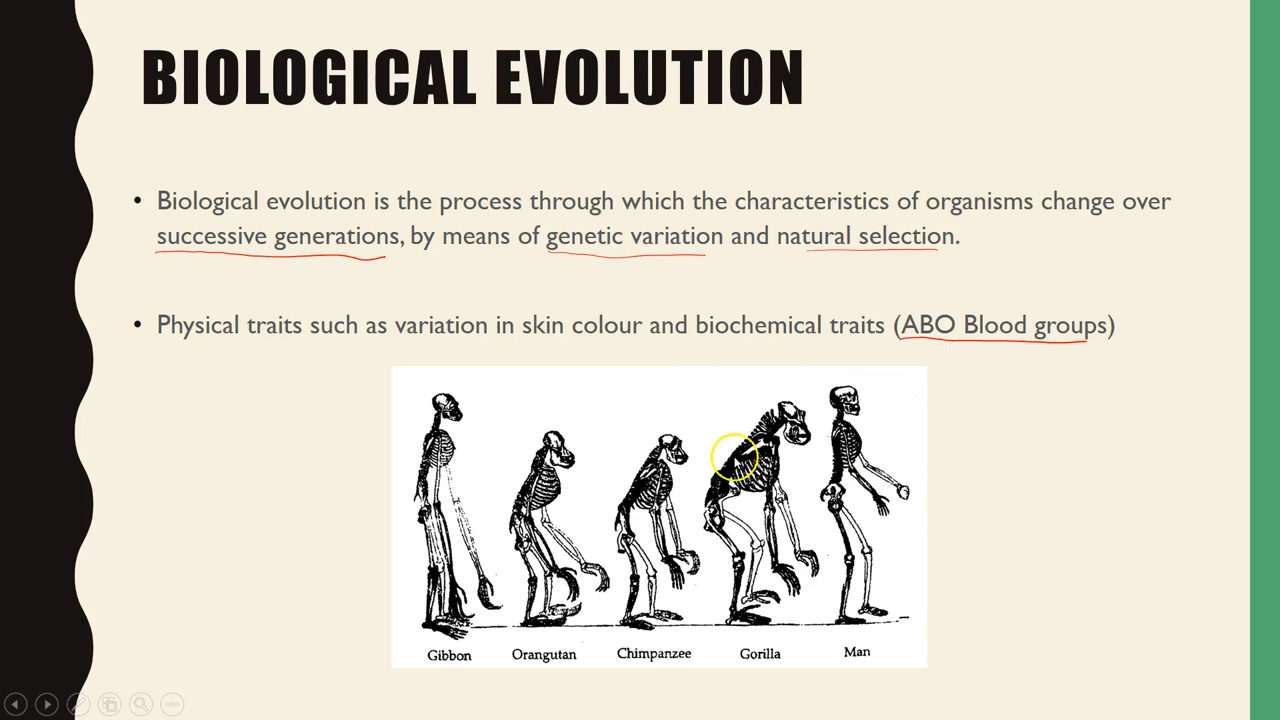 BIOLOGICAL EVOLUTION
• Biological evolution is the process through which the characteristics of organisms change over
successive generations, by means of genetic variation and natural selection.
• Physical traits such as variation in skin colour and biochemical traits (ABO Blood groups)
Gibbon Orangutan Chimpanzee Gorilla Man